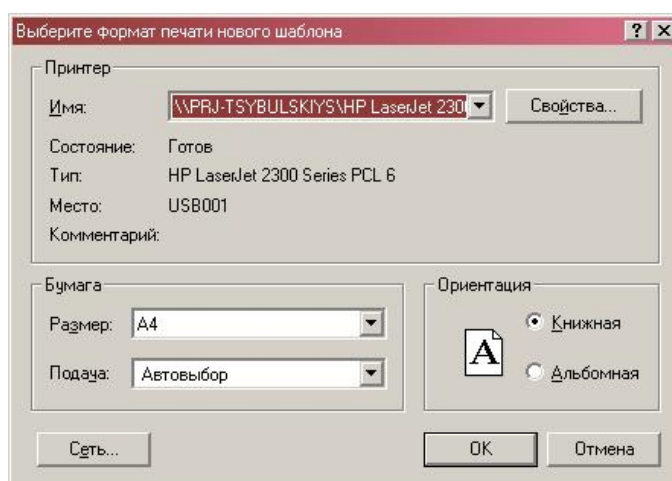 Выберите формат печати нового шаблона
Принтер
Имя: \\PRJ-TSYBULSKIYS\HP LaserJet 230 Свойства...
Состояние: Готов
Тип: HP LaserJet 2300 Series PCL 6
Место: USB001
Комментарий:
Бумага
Размер: A4
Подача: Автовыбор
Ориентация
A
Книжная
Альбомная
Сеть... OK Отмена